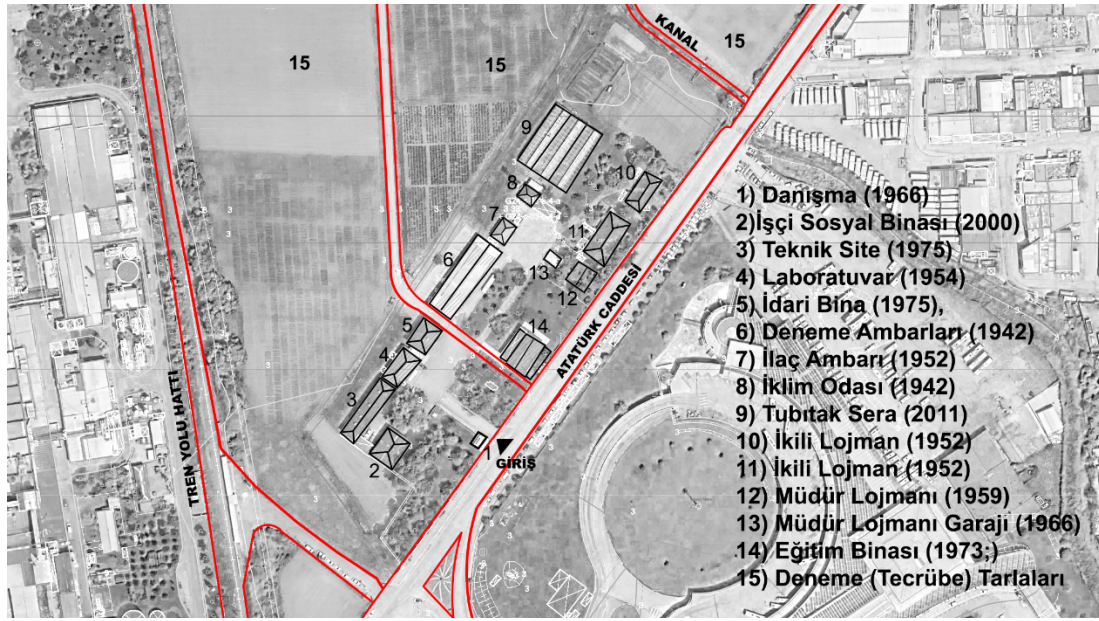 KANAL
15
15
15
9
10
8
7
11
6
13
12
5
14
4
3
2
1
GİRİŞ
TREN YOLU HATTI
ATATÜRK CADDESİ
1) Danışma (1966)
2)İşçi Sosyal Binası (2000)
3) Teknik Site (1975)
4) Laboratuvar (1954)
5) İdari Bina (1975),
6) Deneme Ambarları (1942)
7) İlaç Ambarı (1952)
8) İklim Odası (1942)
9) Tubıtak Sera (2011)
10) İkili Lojman (1952)
11) İkili Lojman (1952)
12) Müdür Lojmanı (1959)
13) Müdür Lojmanı Garaji (1966)
14) Eğitim Binası (1973;)
15) Deneme (Tecrübe) Tarlaları